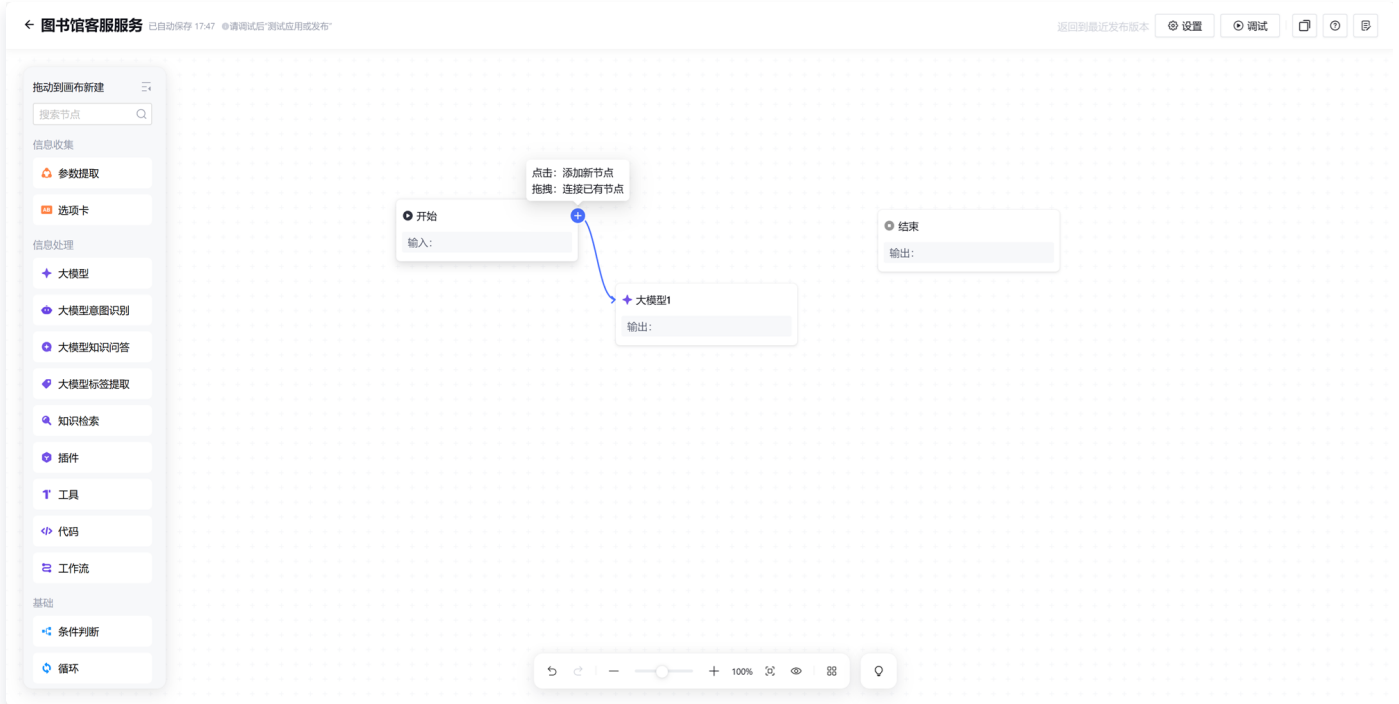 图书馆客服服务 已自动保存 17:47 请调试后"测试应用或发布" 返回到最近发布版本 设置 调试
拖动到画布新建
搜索节点
信息收集
参数提取
选项卡
信息处理
大模型
大模型意图识别
大模型知识问答
大模型标签提取
知识检索
插件
工具
代码
工作流
基础
条件判断
循环
点击：添加新节点
拖拽：连接已有节点
开始
输入：
大模型1
输出：
结束
输出：
100%